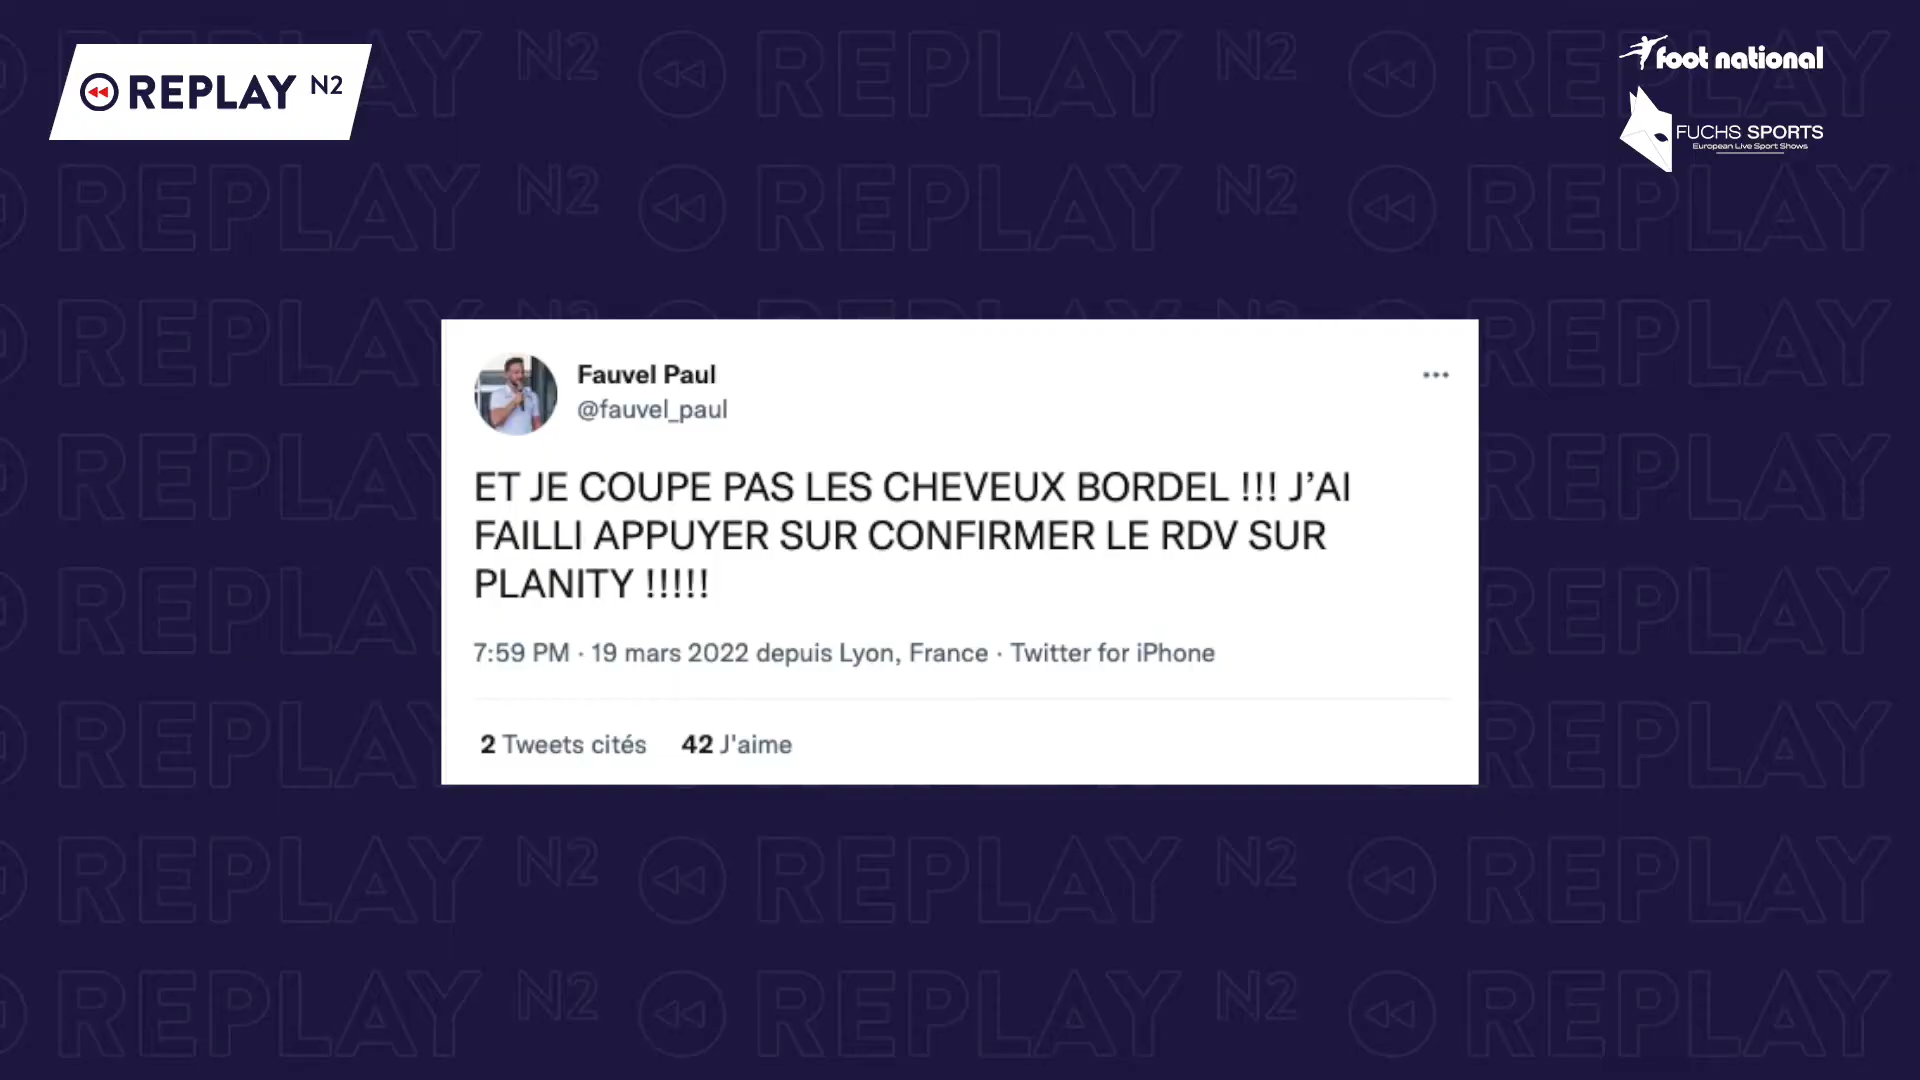 REPLAY N2
foot national
FUCHS SPORTS
European Live Sport Shows
Fauvel Paul
@fauvel_paul
ET JE COUPE PAS LES CHEVEUX BORDEL !!! J’AI
FAILLI APPUYER SUR CONFIRMER LE RDV SUR
PLANITY !!!!!
7:59 PM · 19 mars 2022 depuis Lyon, France · Twitter for iPhone
2 Tweets cités 42 J'aime